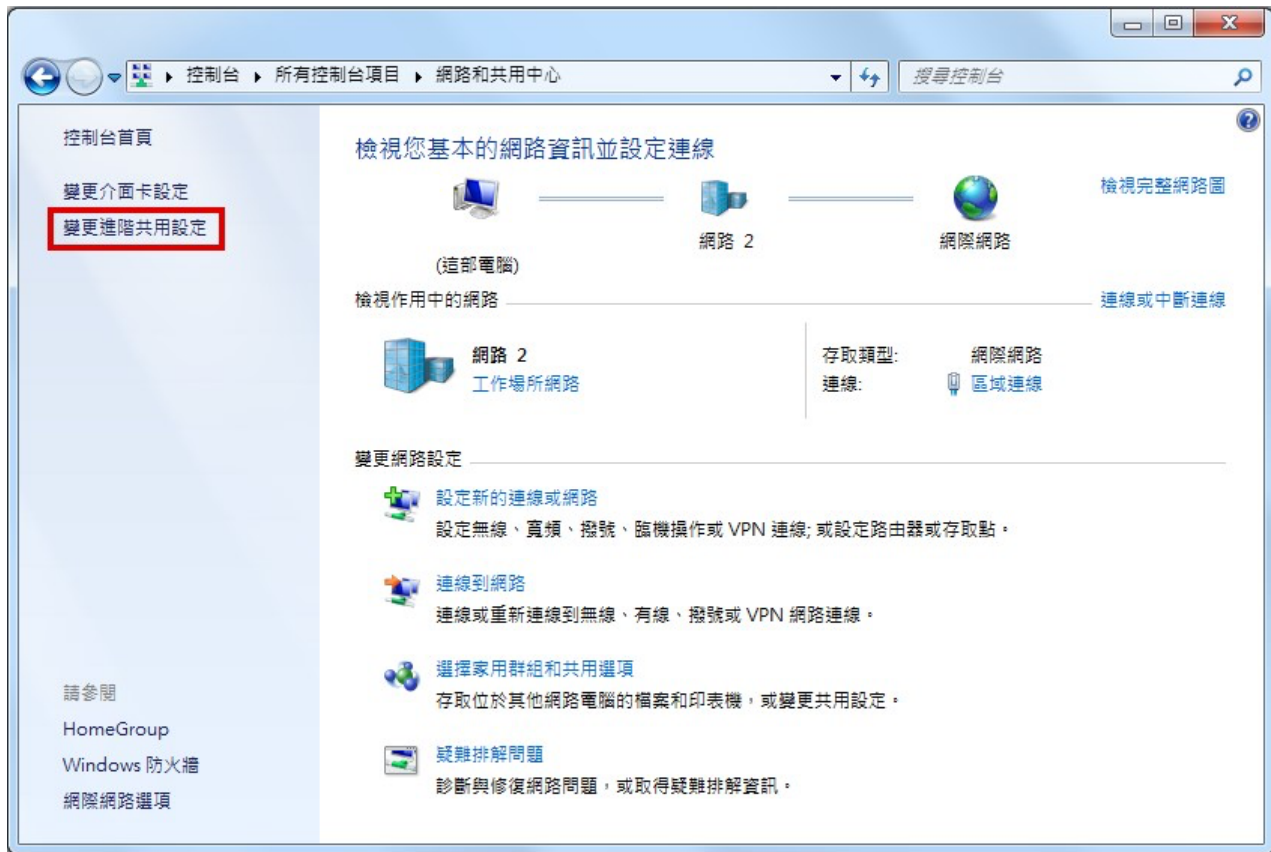 控制台 ▸ 所有控制台項目 ▸ 網路和共用中心
搜尋控制台
控制台首頁
變更介面卡設定
變更進階共用設定
檢視您基本的網路資訊並設定連線
檢視完整網路圖
(這部電腦)
網路 2
網際網路
檢視作用中的網路
連線或中斷連線
網路 2
工作場所網路
存取類型: 網際網路
連線: 區域連線
變更網路設定
設定新的連線或網路
設定無線、寬頻、撥號、臨機操作或 VPN 連線; 或設定路由器或存取點。
連線到網路
連線或重新連線到無線、有線、撥號或 VPN 網路連線。
選擇家用群組和共用選項
存取位於其他網路電腦的檔案和印表機，或變更共用設定。
疑難排解問題
診斷與修復網路問題，或取得疑難排解資訊。
請參閱
HomeGroup
Windows 防火牆
網際網路選項